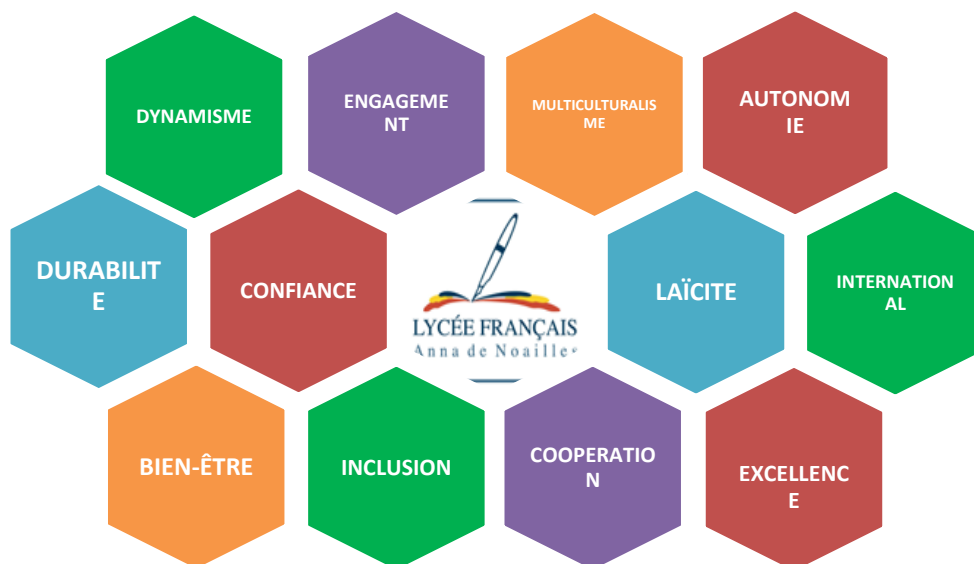 DYNAMISME
ENGAGEME
NT
MULTICULTURALIS
ME
AUTONOM
IE
DURABILIT
E
CONFIANCE
LYCÉE FRANÇAIS
Anna de Noailles
LAÏCITE
INTERNATION
AL
BIEN-ÊTRE
INCLUSION
COOPERATIO
N
EXCELLENC
E